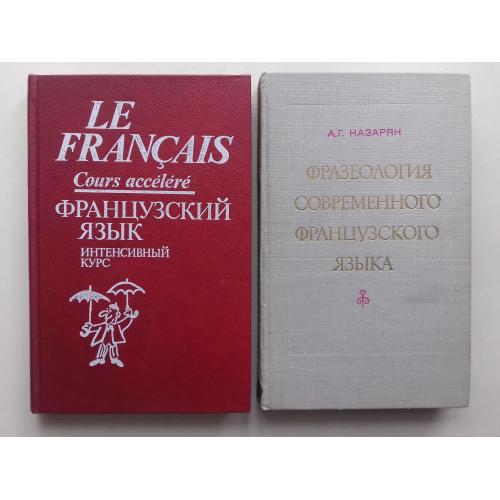 LE
FRANÇAIS
Cours accéléré
ФРАНЦУЗСКИЙ
ЯЗЫК
ИНТЕНСИВНЫЙ
КУРС
А.Г. НАЗАРЯН
ФРАЗЕОЛОГИЯ
СОВРЕМЕННОГО
ФРАНЦУЗСКОГО
ЯЗЫКА